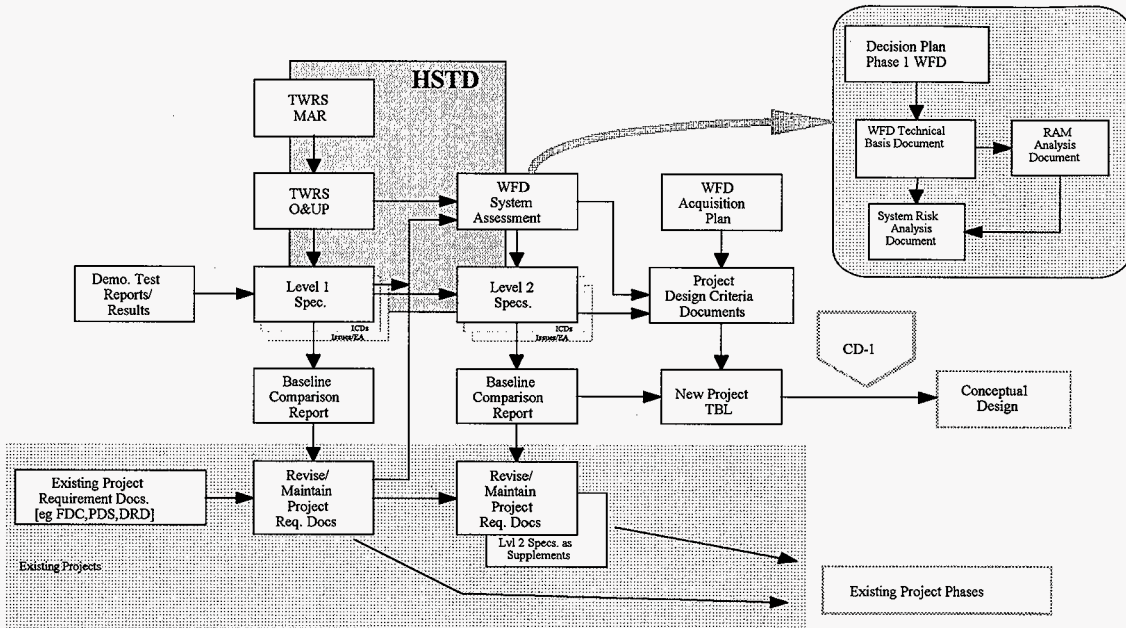 HSTD
TWRS
MAR
Decision Plan
Phase 1 WFD
WFD Technical
Basis Document
RAM
Analysis
Document
System Risk
Analysis
Document
TWRS
O&UP
WFD
System
Assessment
WFD
Acquisition
Plan
Demo. Test
Reports/
Results
Level 1
Spec.
ICDs
Issues/EA
Level 2
Specs.
ICDs
Issues/EA
Project
Design Criteria
Documents
CD-1
Baseline
Comparison
Report
Baseline
Comparison
Report
New Project
TBL
Conceptual
Design
Existing Project
Requirement Docs.
[eg FDC,PDS,DRD]
Revise/
Maintain
Project
Req. Docs
Revise/
Maintain
Project
Req. Docs
Lvl 2 Specs. as
Supplements
Existing Projects
Existing Project Phases